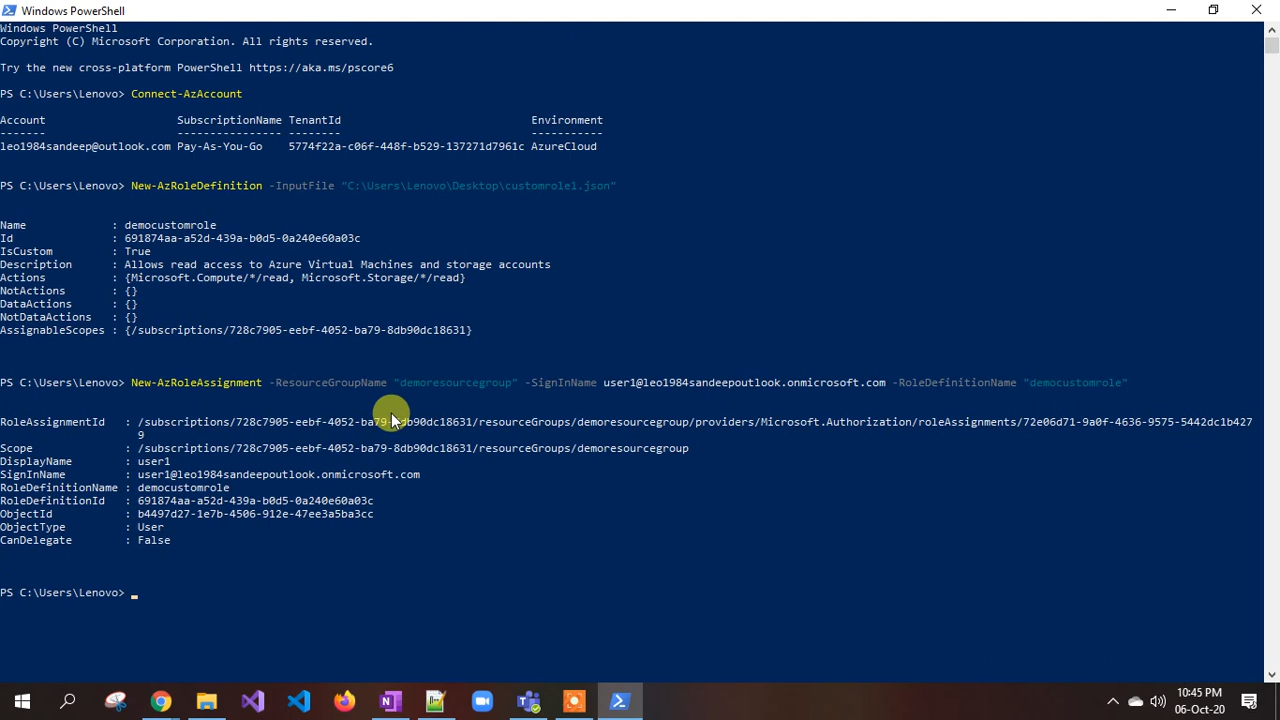 Windows PowerShell
Windows PowerShell
Copyright (C) Microsoft Corporation. All rights reserved.
Try the new cross-platform PowerShell https://aka.ms/pscore6
PS C:\Users\Lenovo> Connect-AzAccount
Account SubscriptionName TenantId Environment
------- ---------------- -------- -----------
leo1984sandeep@outlook.com Pay-As-You-Go 5774f22a-c06f-448f-b529-137271d7961c AzureCloud
PS C:\Users\Lenovo> New-AzRoleDefinition -InputFile "C:\Users\Lenovo\Desktop\customrole1.json"
Name : democustomrole
Id : 691874aa-a52d-439a-b0d5-0a240e60a03c
IsCustom : True
Description : Allows read access to Azure Virtual Machines and storage accounts
Actions : {Microsoft.Compute/*/read, Microsoft.Storage/*/read}
NotActions : {}
DataActions : {}
NotDataActions : {}
AssignableScopes : {/subscriptions/728c7905-eebf-4052-ba79-8db90dc18631}
PS C:\Users\Lenovo> New-AzRoleAssignment -ResourceGroupName "demoresourcegroup" -SignInName user1@leo1984sandeepoutlook.onmicrosoft.com -RoleDefinitionName "democustomrole"
RoleAssignmentId : /subscriptions/728c7905-eebf-4052-ba79-8db90dc18631/resourceGroups/demoresourcegroup/providers/Microsoft.Authorization/roleAssignments/72e06d71-9a0f-4636-9575-5442dc1b427
9
Scope : /subscriptions/728c7905-eebf-4052-ba79-8db90dc18631/resourceGroups/demoresourcegroup
DisplayName : user1
SignInName : user1@leo1984sandeepoutlook.onmicrosoft.com
RoleDefinitionName : democustomrole
RoleDefinitionId : 691874aa-a52d-439a-b0d5-0a240e60a03c
ObjectId : b4497d27-1e7b-4506-912e-47ee3a5ba3cc
ObjectType : User
CanDelegate : False
PS C:\Users\Lenovo>
10:45 PM
06-Oct-20